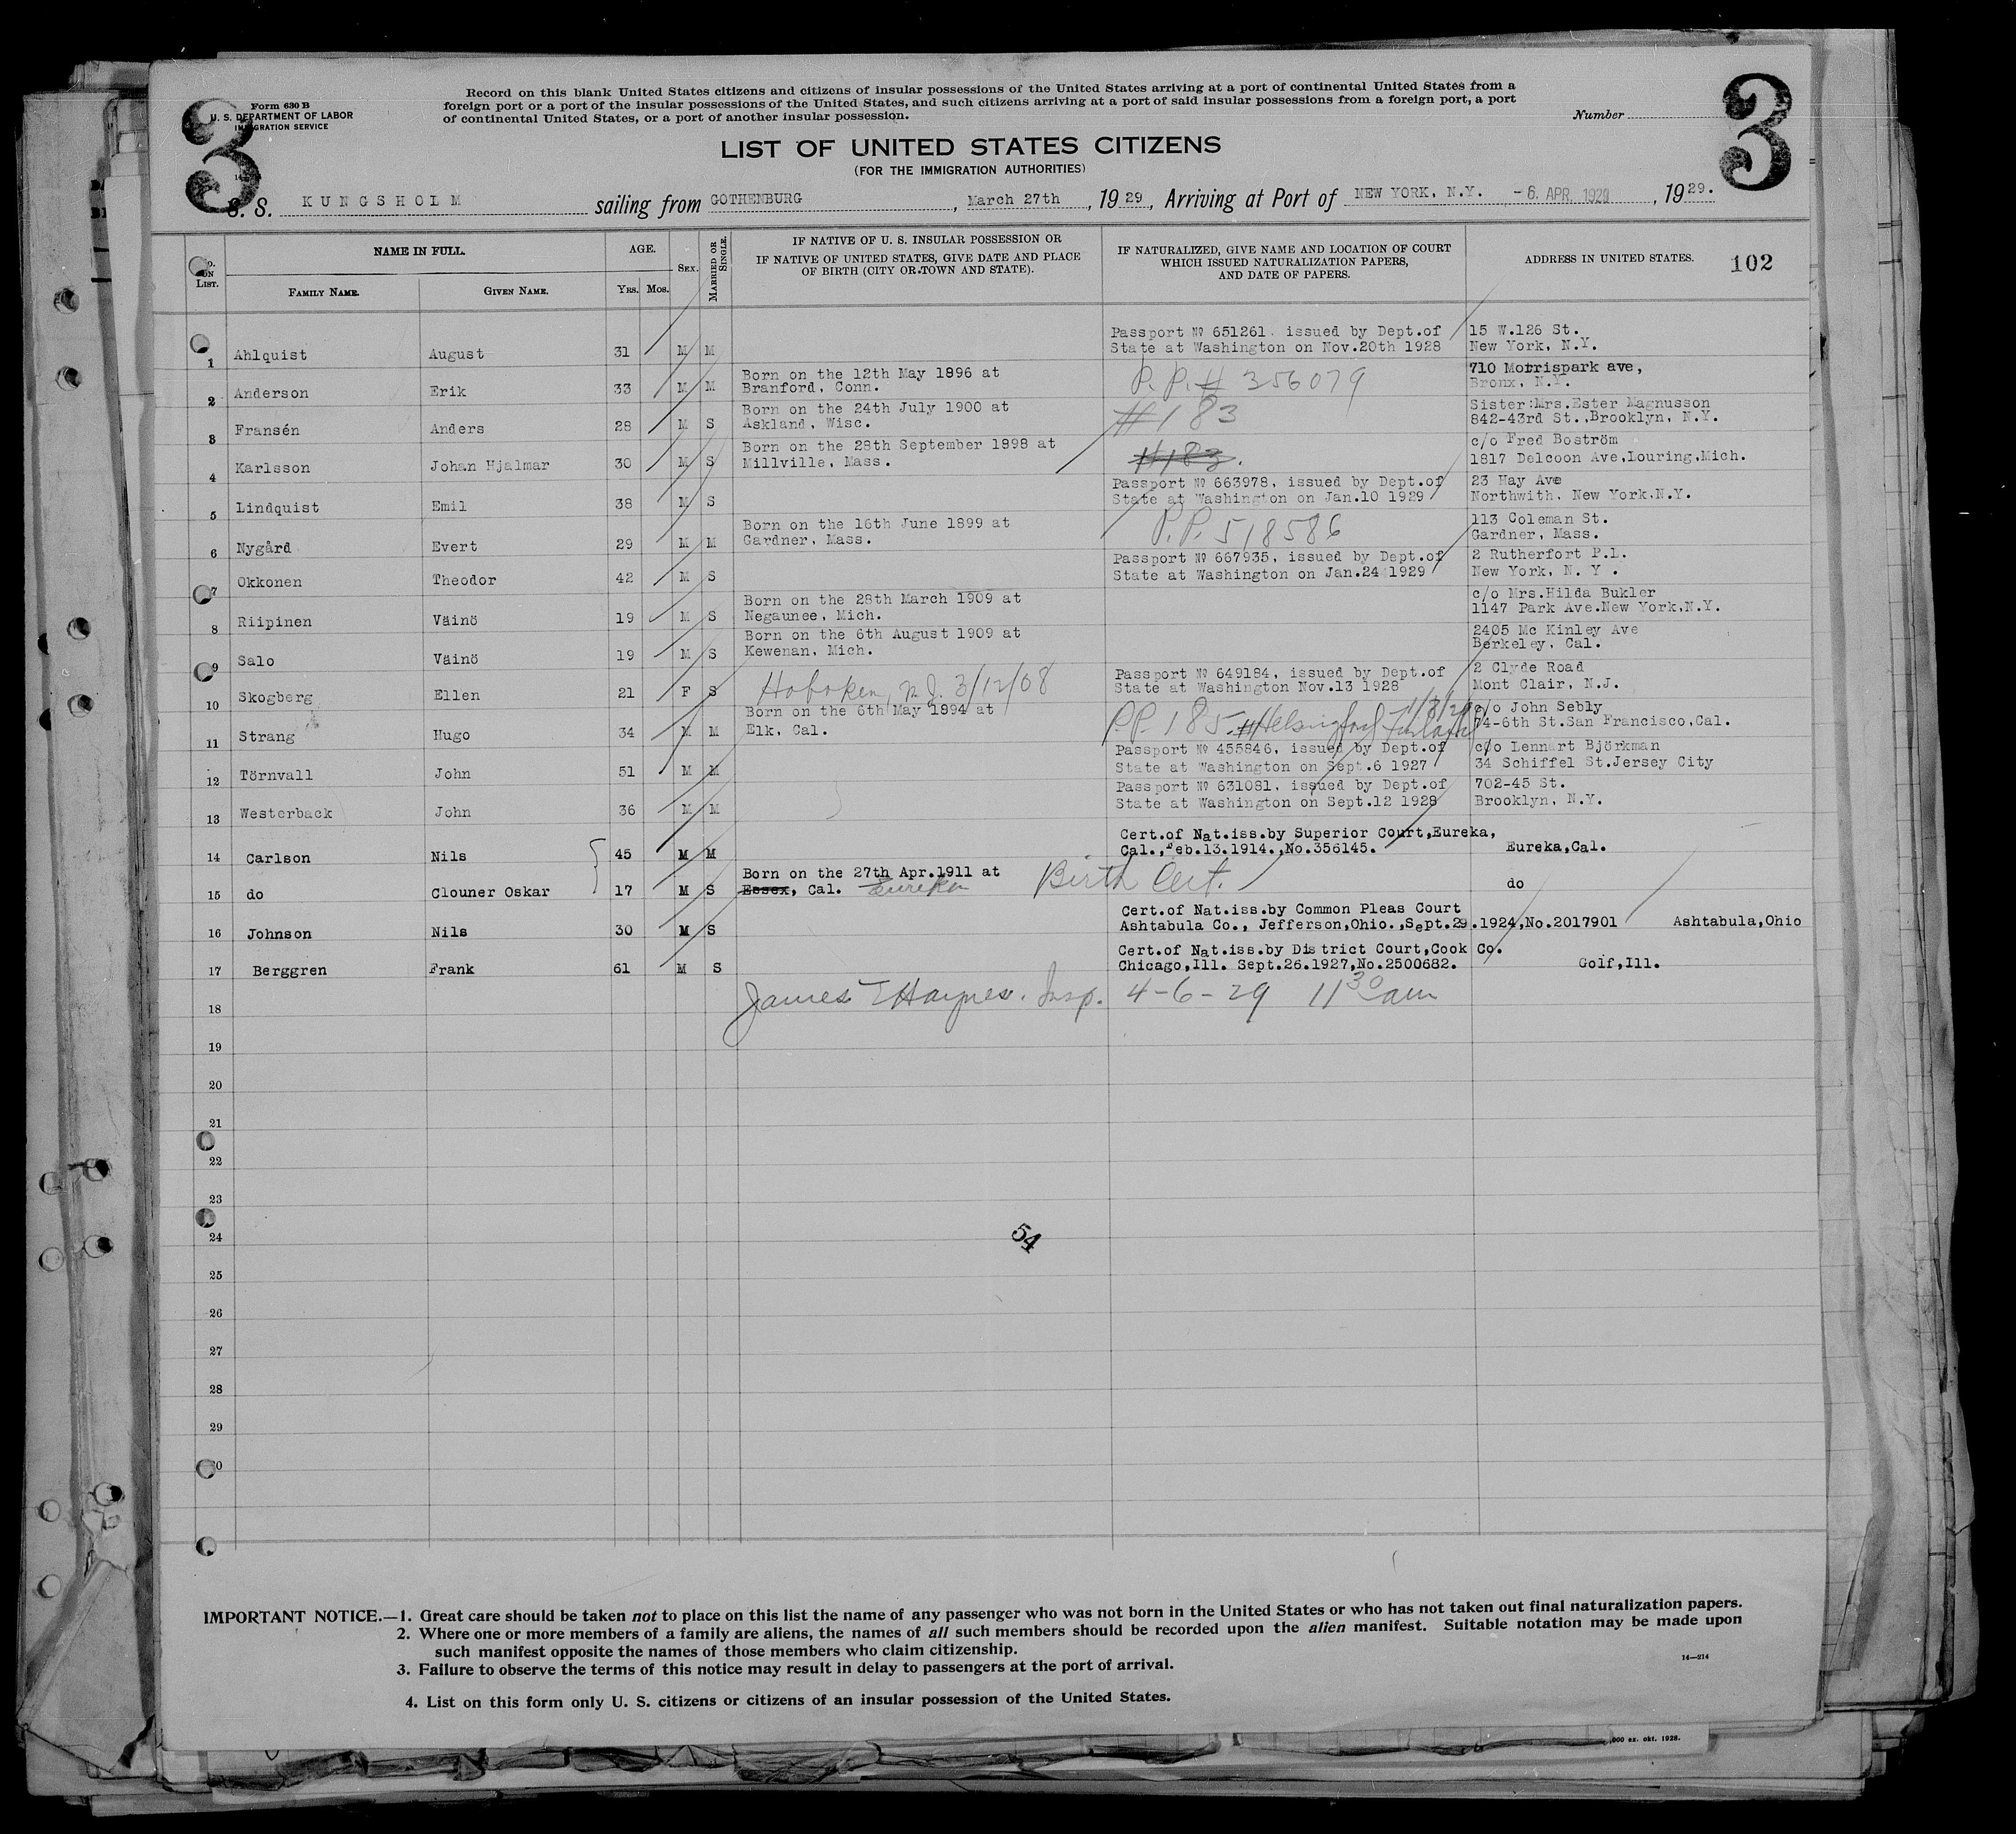 3
3
Form 630 B
U. S. DEPARTMENT OF LABOR
IMMIGRATION SERVICE
Record on this blank United States citizens and citizens of insular possessions of the United States arriving at a port of continental United States from a
foreign port or a port of the insular possessions of the United States, and such citizens arriving at a port of said insular possessions from a foreign port, a port
of continental United States, or a port of another insular possession.
Number
LIST OF UNITED STATES CITIZENS
(FOR THE IMMIGRATION AUTHORITIES)
S. S. KUNGSHOLM sailing from GOTHENBURG, March 27th, 1929, Arriving at Port of NEW YORK, N.Y. -6. APR. 1929, 1929.
No. ON LIST.
NAME IN FULL.
FAMILY NAME.
GIVEN NAME.
AGE.
YRS. MOS.
SEX.
MARRIED OR SINGLE.
IF NATIVE OF U. S. INSULAR POSSESSION OR
IF NATIVE OF UNITED STATES, GIVE DATE AND PLACE
OF BIRTH (CITY OR TOWN AND STATE).
IF NATURALIZED, GIVE NAME AND LOCATION OF COURT
WHICH ISSUED NATURALIZATION PAPERS,
AND DATE OF PAPERS.
ADDRESS IN UNITED STATES. 102
Passport № 651261. issued by Dept.of 15 W.126 St.
1 Ahlquist August 31 M M State at Washington on Nov.20th 1928 New York, N.Y.
Born on the 12th May 1896 at 710 Morrispark ave,
2 Anderson Erik 33 M M Branford, Conn. P.P.# 356079 Bronx, N.Y.
Born on the 24th July 1900 at Sister:Mrs.Ester Magnusson
3 Fransén Anders 28 M S Askland, Wisc. #183 842-43rd St.,Brooklyn, N.Y.
Born on the 28th September 1898 at c/o Fred Boström
4 Karlsson Johan Hjalmar 30 M S Millville, Mass. #183. 1817 Delcoon Ave,Louring,Mich.
Passport № 663978, issued by Dept.of 23 Hay Ave
5 Lindquist Emil 38 M S State at Washington on Jan.10 1929 Northwith, New York,N.Y.
Born on the 16th June 1899 at 113 Coleman St.
6 Nygård Evert 29 M M Gardner, Mass. P.P. 518586 Gardner, Mass.
Passport № 667935, issued by Dept.of 2 Rutherfort P.l.
7 Okkonen Theodor 42 M S State at Washington on Jan.24 1929 New York, N. Y .
Born on the 28th March 1909 at c/o Mrs.Hilda Bukler
8 Riipinen Väinö 19 M S Negaunee, Mich. 1147 Park Ave.New York,N.Y.
Born on the 6th August 1909 at 2405 Mc Kinley Ave
9 Salo Väinö 19 M S Kewenan, Mich. Berkeley, Cal.
Passport № 649184, issued by Dept.of 2 Clyde Road
10 Skogberg Ellen 21 F S Hoboken, N.J. 3/12/08 State at Washington Nov.13 1928 Mont Clair, N.J.
Born on the 6th May 1894 at c/o John Sebly
11 Strang Hugo 34 M M Elk, Cal. P.P. 185 Helsingfors Finland 74-6th St.San Francisco,Cal.
Passport № 455846, issued by Dept.of c/o Lennart Björkman
12 Törnvall John 51 M M State at Washington on Sept.6 1927 34 Schiffel St.Jersey City
Passport № 631081, issued by Dept.of 702-45 St.
13 Westerback John 36 M M State at Washington on Sept.12 1928 Brooklyn, N.Y.
Cert.of Nat.iss.by Superior Court,Eureka,
14 Carlson Nils 45 M M Cal.,Feb.13.1914.,No.356145. Eureka,Cal.
Born on the 27th Apr.1911 at
15 do Clouner Oskar 17 M S Essex, Cal. Eureka Birth Cert. do
Cert.of Nat.iss.by Common Pleas Court
16 Johnson Nils 30 M S Ashtabula Co., Jefferson,Ohio.,Sept.29.1924,No.2017901 Ashtabula,Ohio
Cert.of Nat.iss.by District Court,Cook Co.
17 Berggren Frank 61 M S Chicago,Ill. Sept.26.1927,No.2500682. Golf,Ill.
18 James T Haynes. Insp. 4-6-29 11 30 am
19
20
21
22
23
24
25
26
27
28
29
30
54
IMPORTANT NOTICE.—1. Great care should be taken not to place on this list the name of any passenger who was not born in the United States or who has not taken out final naturalization papers.
2. Where one or more members of a family are aliens, the names of all such members should be recorded upon the alien manifest. Suitable notation may be made upon
such manifest opposite the names of those members who claim citizenship.
3. Failure to observe the terms of this notice may result in delay to passengers at the port of arrival.
14—214
4. List on this form only U. S. citizens or citizens of an insular possession of the United States.
,000 ex. okt. 1928.